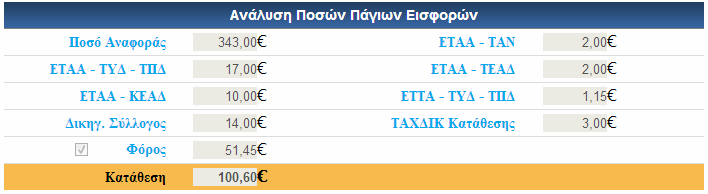 Ανάλυση Ποσών Πάγιων Εισφορών
Ποσό Αναφοράς 343,00€ ΕΤΑΑ - ΤΑΝ 2,00€
ΕΤΑΑ - ΤΥΔ - ΤΠΔ 17,00€ ΕΤΑΑ - ΤΕΑΔ 2,00€
ΕΤΑΑ - ΚΕΑΔ 10,00€ ΕΤΤΑ - ΤΥΔ - ΤΠΔ 1,15€
Δικηγ. Σύλλογος 14,00€ ΤΑΧΔΙΚ Κατάθεσης 3,00€
Φόρος 51,45€
Κατάθεση 100,60€